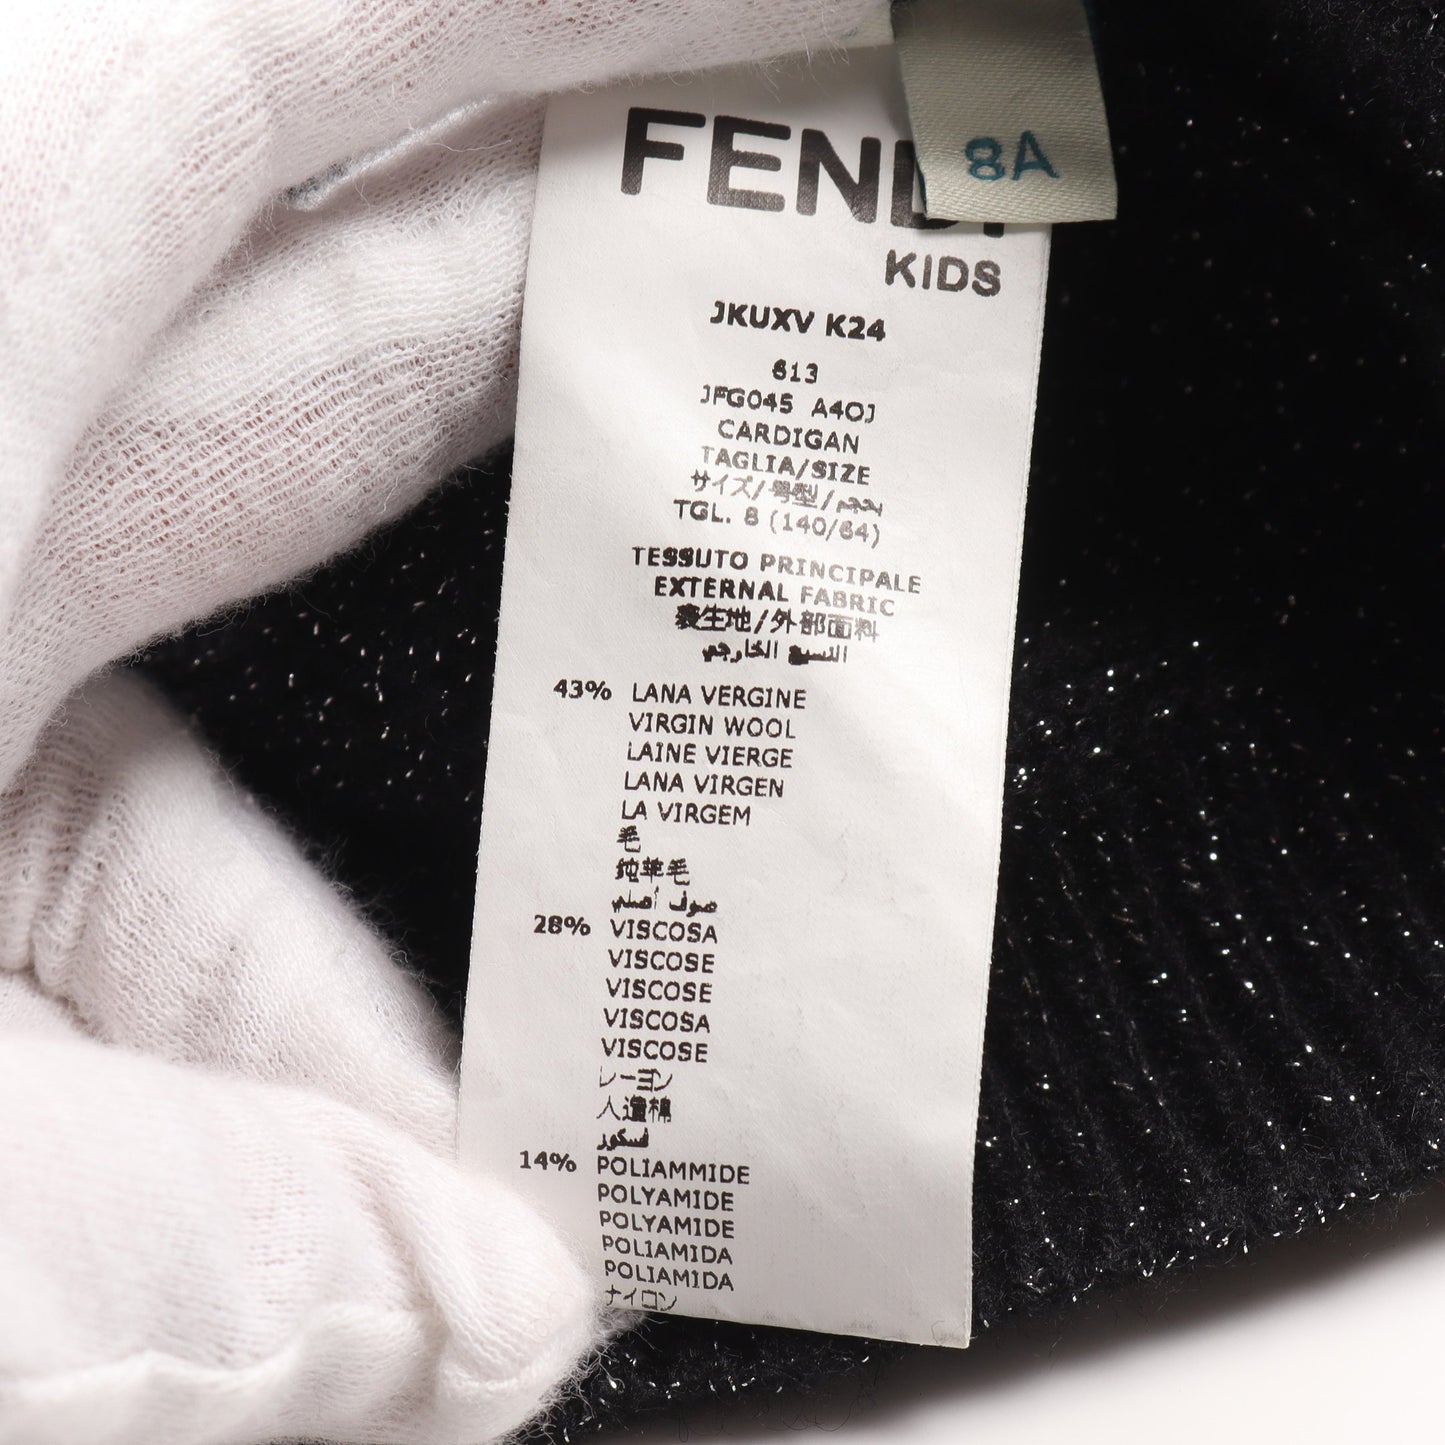 8A
FENDI
KIDS
JKUXV K24
613
JFG045 A4OJ
CARDIGAN
TAGLIA/SIZE
サイズ/号型/بحجم
TGL. 8 (140/64)
TESSUTO PRINCIPALE
EXTERNAL FABRIC
表生地/外部面料
النسيج الخارجي
43% LANA VERGINE
VIRGIN WOOL
LAINE VIERGE
LANA VIRGEN
LA VIRGEM
毛
纯羊毛
صوف أصلي
28% VISCOSA
VISCOSE
VISCOSE
VISCOSA
VISCOSE
レーヨン
人造棉
فسكوز
14% POLIAMMIDE
POLYAMIDE
POLYAMIDE
POLIAMIDA
POLIAMIDA
ナイロン